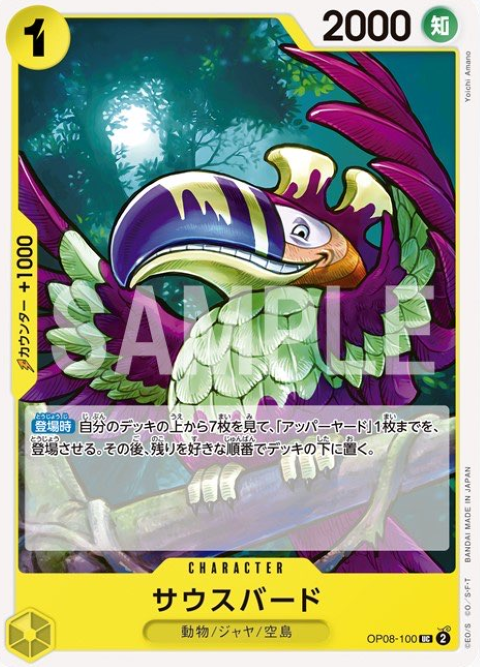 1
2000
知
Yoichi Amano
カウンター +1000
SAMPLE
登場時 自分のデッキの上から7枚を見て、「アッパーヤード」1枚までを、
登場させる。その後、残りを好きな順番でデッキの下に置く。
CHARACTER
サウスバード
動物/ジャヤ/空島
OP08-100 UC 2
©E.O/S ©O/S・F・T BANDAI MADE IN JAPAN